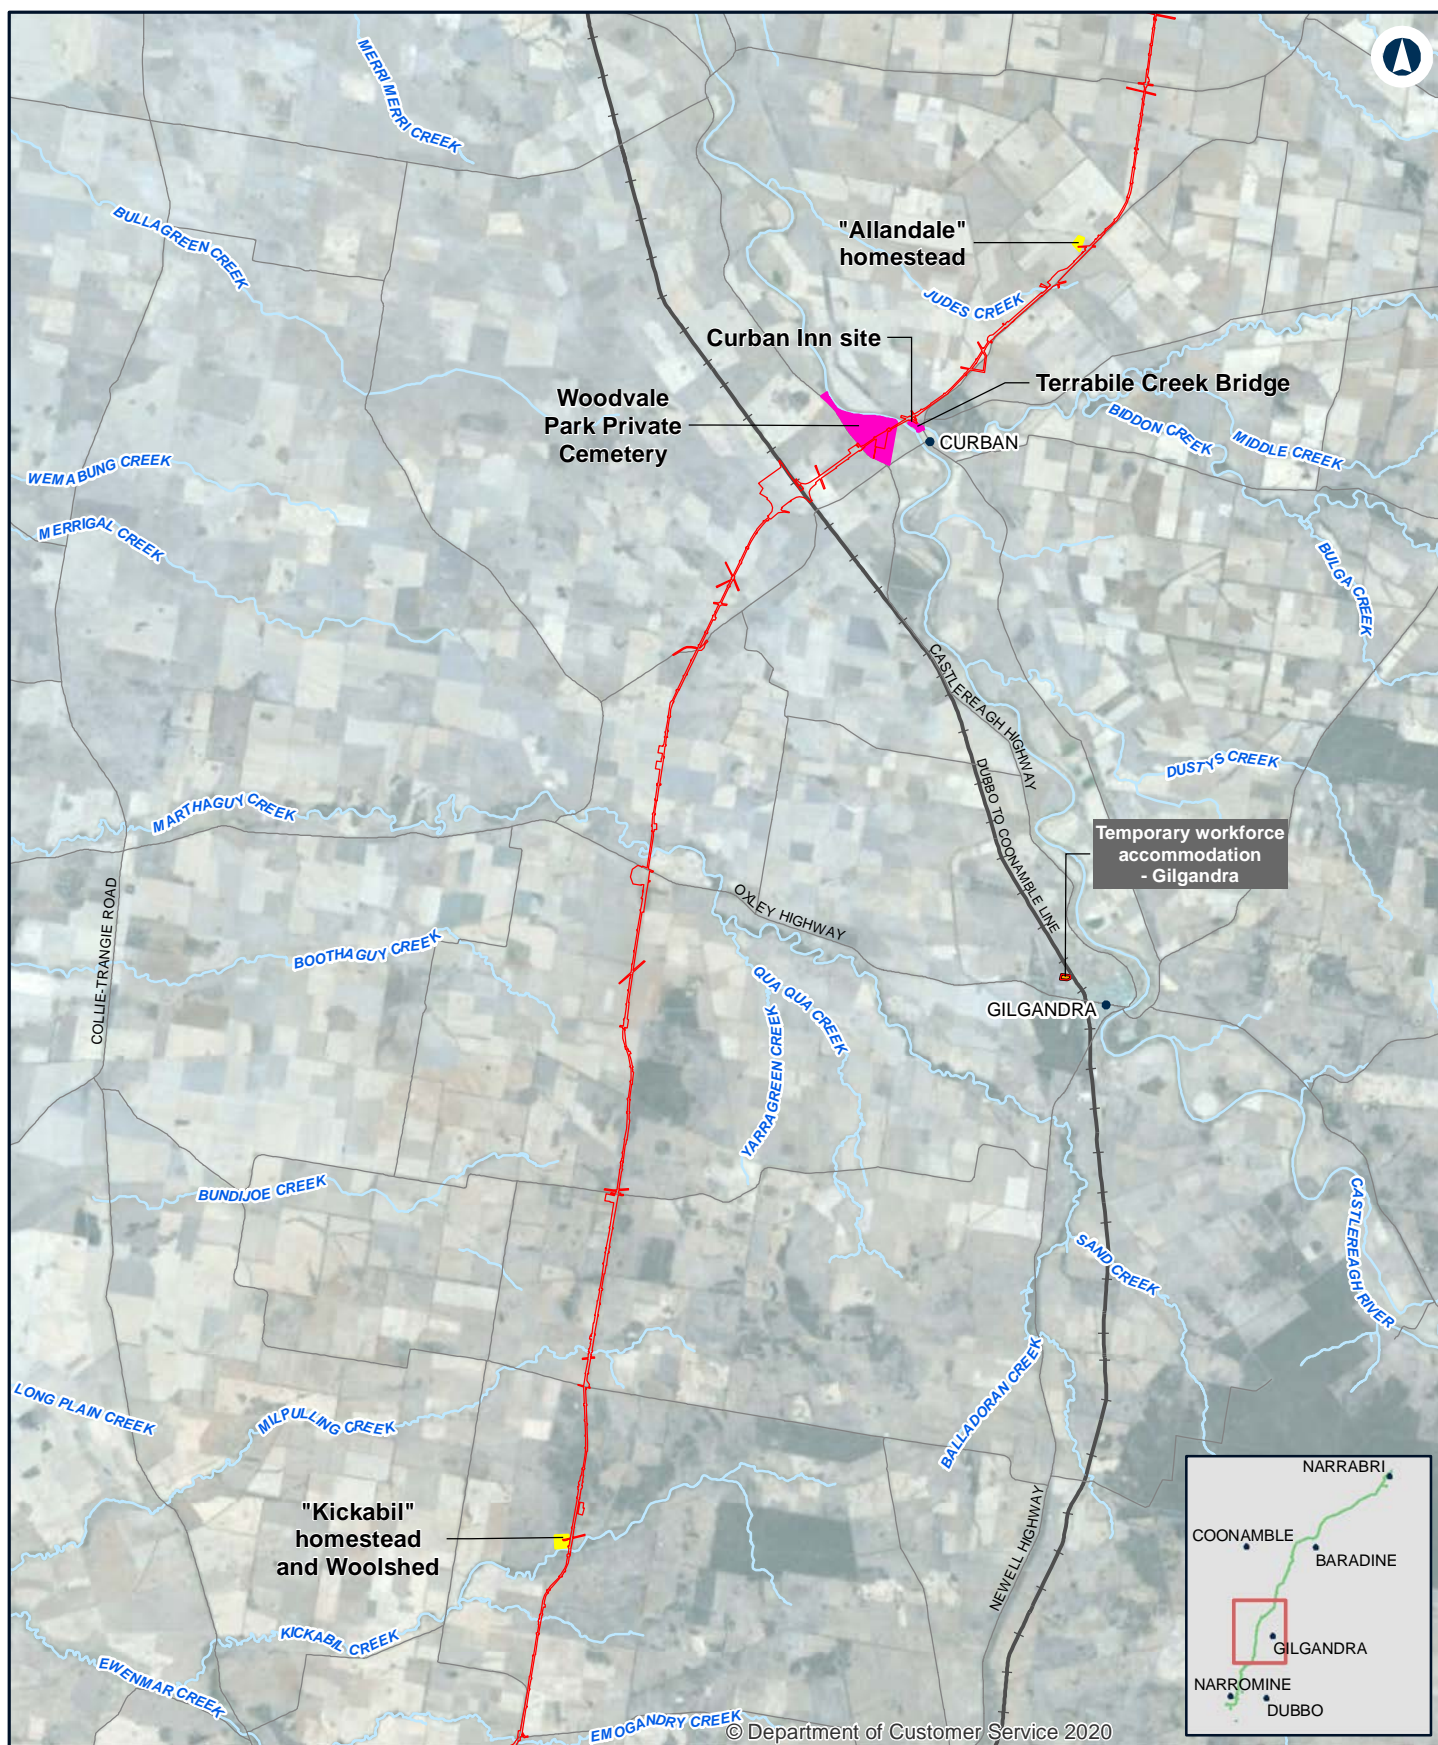 MERRI MERRI CREEK
BULLAGREEN CREEK
"Allandale"
homestead
JUDES CREEK
Curban Inn site
Terrabile Creek Bridge
Woodvale
Park Private
Cemetery
CURBAN
BIDDON CREEK
MIDDLE CREEK
WEMABUNG CREEK
MERRIGAL CREEK
BULGA CREEK
CASTLEREAGH HIGHWAY
DUSTYS CREEK
DUBBO TO COONAMBLE LINE
MARTHAGUY CREEK
Temporary workforce
accommodation
- Gilgandra
COLLIE-TRANGIE ROAD
OXLEY HIGHWAY
BOOTHAGUY CREEK
QUA QUA CREEK
YARRAGREEN CREEK
GILGANDRA
BUNDIJOE CREEK
CASTLEREAGH RIVER
SAND CREEK
BALLADORAN CREEK
LONG PLAIN CREEK
MILPULLING CREEK
"Kickabil"
homestead
and Woolshed
NEWELL HIGHWAY
KICKABIL CREEK
EWENMAR CREEK
EMOGANDRY CREEK
NARRABRI
COONAMBLE
BARADINE
GILGANDRA
NARROMINE
DUBBO
© Department of Customer Service 2020